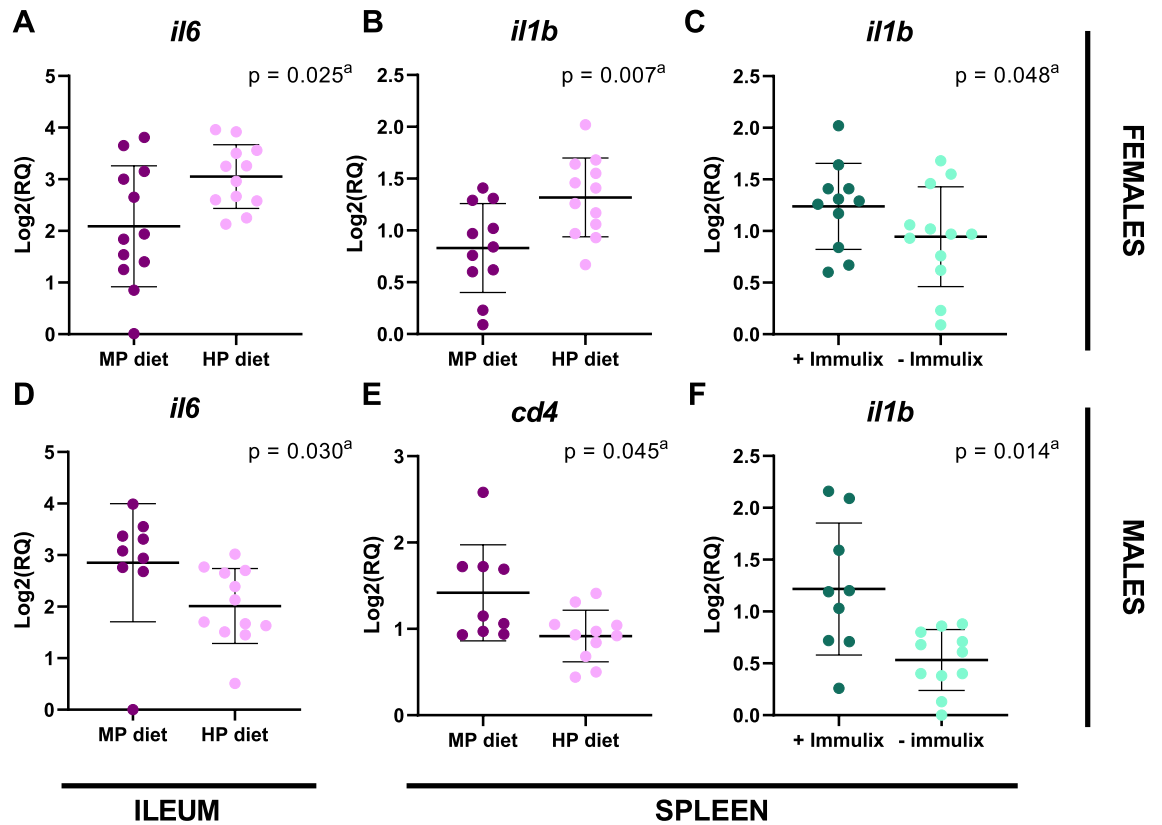 A
il6
p = 0.025a
Log2(RQ)
5
4
3
2
1
0
MP diet
HP diet
B
il1b
p = 0.007a
Log2(RQ)
2.5
2.0
1.5
1.0
0.5
0.0
MP diet
HP diet
C
il1b
p = 0.048a
Log2(RQ)
2.5
2.0
1.5
1.0
0.5
0.0
+ Immulix
- Immulix
FEMALES
D
il6
p = 0.030a
Log2(RQ)
5
4
3
2
1
0
MP diet
HP diet
E
cd4
p = 0.045a
Log2(RQ)
3
2
1
0
MP diet
HP diet
F
il1b
p = 0.014a
Log2(RQ)
2.5
2.0
1.5
1.0
0.5
0.0
+ Immulix
- immulix
MALES
ILEUM
SPLEEN